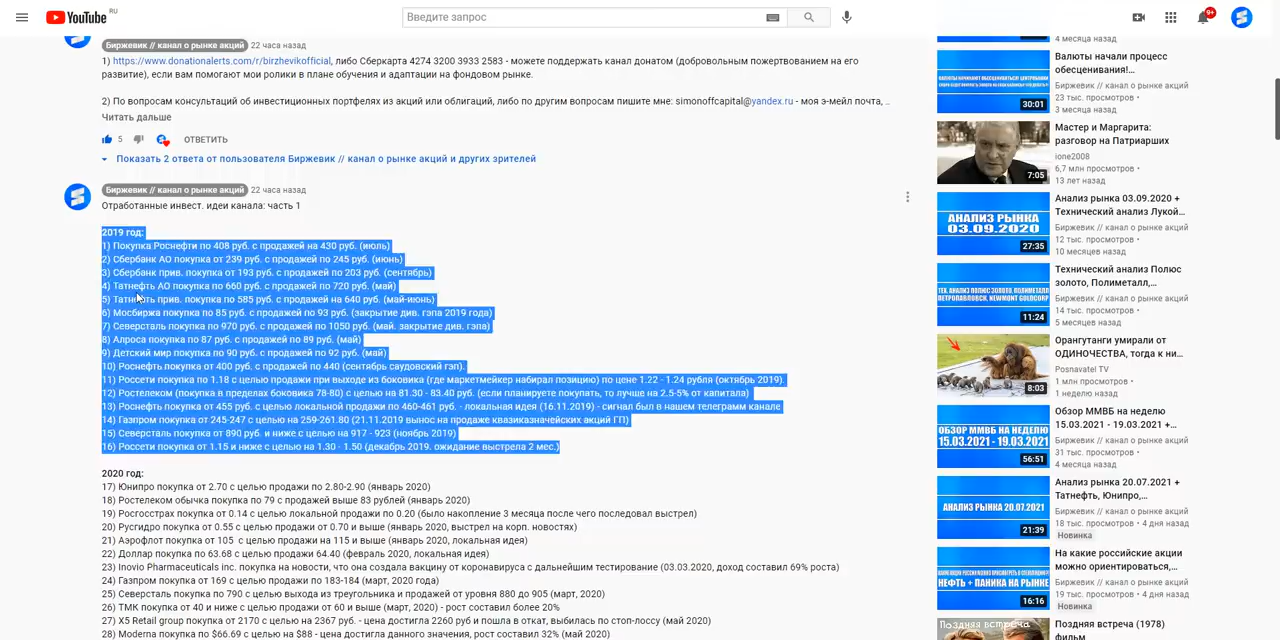 YouTube RU
Введите запрос
9+
Биржевик // канал о рынке акций 22 часа назад
1) https://www.donationalerts.com/r/birzhevikofficial, либо Сберкарта 4274 3200 3933 2583 - можете поддержать канал донатом (добровольным пожертвованием на его
развитие), если вам помогают мои ролики в плане обучения и адаптации на фондовом рынке.
2) По вопросам консультаций об инвестиционных портфелях из акций или облигаций, либо по другим вопросам пишите мне: simonoffcapital@yandex.ru - моя э-мейл почта, ..
Читать дальше
5 ОТВЕТИТЬ
Показать 2 ответа от пользователя Биржевик // канал о рынке акций и других зрителей
Биржевик // канал о рынке акций 22 часа назад
Отработанные инвест. идеи канала: часть 1
2019 год:
1) Покупка Роснефти по 408 руб. с продажей на 430 руб. (июль)
2) Сбербанк АО покупка от 239 руб. с продажей по 245 руб. (июнь)
3) Сбербанк прив. покупка от 193 руб. с продажей по 203 руб. (сентябрь)
4) Татнефть АО покупка по 660 руб. с продажей по 720 руб. (май)
5) Татнефть прив. покупка по 585 руб. с продажей на 640 руб. (май-июнь)
6) Мосбиржа покупка по 85 руб. с продажей по 93 руб. (закрытие див. гэпа 2019 года)
7) Северсталь покупка по 970 руб. с продажей по 1050 руб. (май. закрытие див. гэпа)
8) Алроса покупка по 87 руб. с продажей по 89 руб. (май)
9) Детский мир покупка по 90 руб. с продажей по 92 руб. (май)
10) Роснефть покупка от 400 руб. с продажей по 440 (сентябрь саудовский гэп).
11) Россети покупка по 1.18 с целью продажи при выходе из боковика (где маркетмейкер набирал позицию) по цене 1.22 - 1.24 рубля (октябрь 2019).
12) Ростелеком (покупка в пределах боковика 78-80) с целью на 81.30 - 83.40 руб. (если планируете покупать, то лучше на 2.5-5% от капитала)
13) Роснефть покупка от 455 руб. с целью локальной продажи по 460-461 руб. - локальная идея (16.11.2019) - сигнал был в нашем телеграмм канале
14) Газпром покупка от 245-247 с целью на 259-261.80 (21.11.2019 вынос на продаже квазиказначейских акций ГП)
15) Северсталь покупка от 890 руб. и ниже с целью на 917 - 923 (ноябрь 2019)
16) Россети покупка от 1.15 и ниже с целью на 1.30 - 1.50 (декабрь 2019. ожидание выстрела 2 мес.)
2020 год:
17) Юнипро покупка от 2.70 с целью продажи по 2.80-2.90 (январь 2020)
18) Ростелеком обычка покупка по 79 с продажей выше 83 рублей (январь 2020)
19) Росгосстрах покупка от 0.14 с целью локальной продажи по 0.20 (было накопление 3 месяца после чего последовал выстрел)
20) Русгидро покупка от 0.55 с целью продажи от 0.70 и выше (январь 2020, выстрел на корп. новостях)
21) Аэрофлот покупка от 105 с целью продажи на 115 и выше (январь 2020, локальная идея)
22) Доллар покупка по 63.68 с целью продажи 64.40 (февраль 2020, локальная идея)
23) Inovio Pharmaceuticals inc. покупка на новости, что она создала вакцину от коронавируса с дальнейшим тестирование (03.03.2020, доход составил 69% роста)
24) Газпром покупка от 169 с целью продажи по 183-184 (март, 2020 года)
25) Северсталь покупка по 790 с целью выхода из треугольника и продажей от уровня 880 до 905 (март, 2020)
26) ТМК покупка от 40 и ниже с целью продажи от 60 и выше (март, 2020) - рост составил более 20%
27) X5 Retail group покупка от 2170 с целью на 2367 руб. - цена достигла 2260 руб и пошла в откат, выбилась по стоп-лоссу (май 2020)
28) Moderna покупка по $66.69 с целью на $88 - цена достигла данного значения, рост составил 32% (май 2020)
4 месяца назад
30:01
Валюты начали процесс
обесценивания!...
Биржевик // канал о рынке акций
23 тыс. просмотров •
3 месяца назад
7:05
Мастер и Маргарита:
разговор на Патриарших
ione2008
6,7 млн просмотров •
13 лет назад
АНАЛИЗ РЫНКА
03.09.2020
27:35
Анализ рынка 03.09.2020 +
Технический анализ Лукой...
Биржевик // канал о рынке акций
12 тыс. просмотров •
10 месяцев назад
11:24
Технический анализ Полюс
золото, Полиметалл,...
Биржевик // канал о рынке акций
14 тыс. просмотров •
5 месяцев назад
8:03
Орангутанги умирали от
ОДИНОЧЕСТВА, тогда к ни...
Posnavatel TV
1 млн просмотров •
1 неделю назад
ОБЗОР ММВБ НА НЕДЕЛЮ
15.03.2021 - 19.03.2021
56:51
Обзор ММВБ на неделю
15.03.2021 - 19.03.2021 +...
Биржевик // канал о рынке акций
31 тыс. просмотров •
4 месяца назад
АНАЛИЗ РЫНКА 20.07.2021
21:39
Анализ рынка 20.07.2021 +
Татнефть, Юнипро,...
Биржевик // канал о рынке акций
18 тыс. просмотров • 4 дня назад
Новинка
НЕФТЬ + ПАНИКА НА РЫНКЕ
16:16
На какие российские акции
можно ориентироваться,...
Биржевик // канал о рынке акций
19 тыс. просмотров • 4 дня назад
Новинка
Поздняя встреча
Поздняя встреча (1978)
фильм